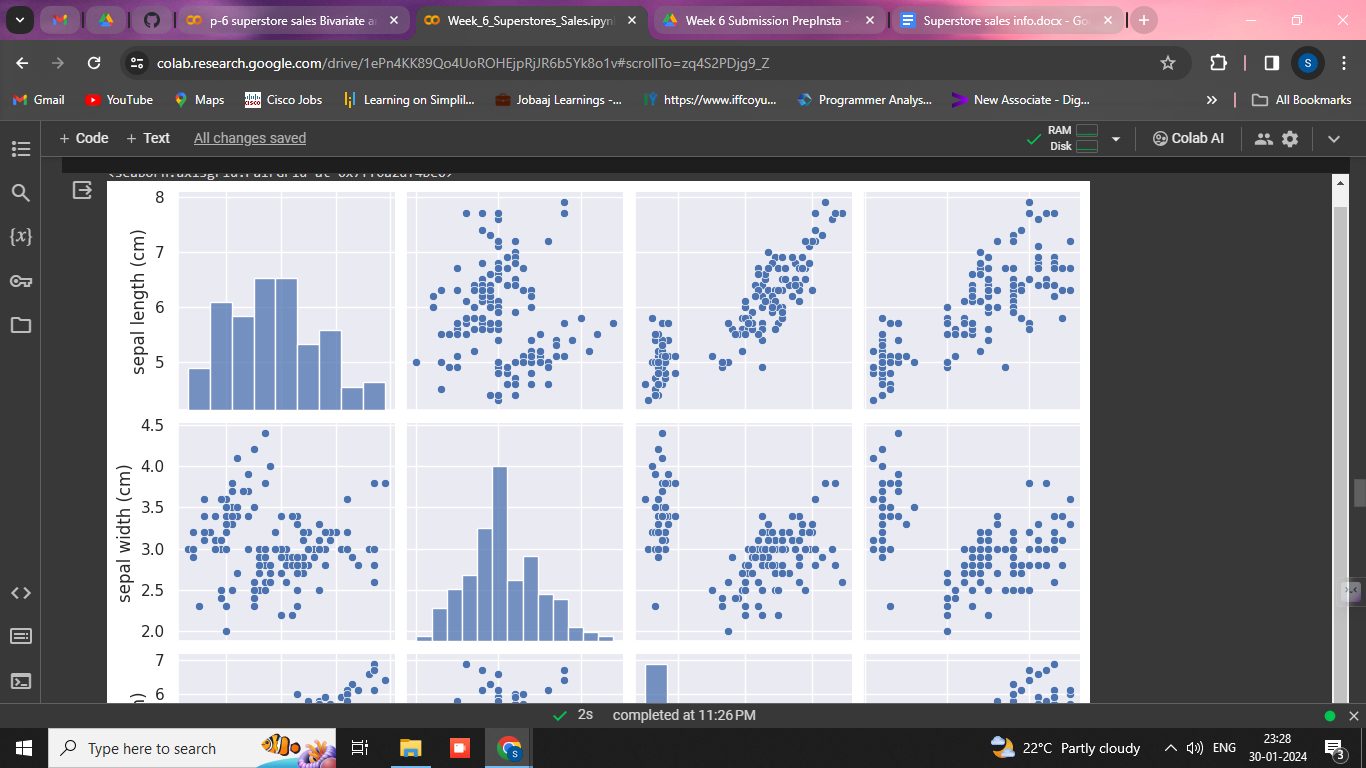 p-6 superstore sales Bivariate a
Week_6_Superstores_Sales.ipyn
Week 6 Submission PrepInsta -
Superstore sales info.docx - Go
colab.research.google.com/drive/1ePn4KK89Qo4UoROHEjpRjJR6b5Yk8o1v#scrollTo=zq4S2PDjg9_Z
S
Gmail
YouTube
Maps
Cisco Jobs
Learning on Simplil...
Jobaaj Learnings -...
https://www.iffcoyu...
Programmer Analys...
New Associate - Dig...
»
All Bookmarks
+ Code + Text All changes saved
RAM
Disk
Colab AI
{x}
8
7
6
5
sepal length (cm)
4.5
4.0
3.5
3.0
2.5
2.0
sepal width (cm)
7
6
2s completed at 11:26 PM
Type here to search
22°C Partly cloudy
ENG
23:28
30-01-2024
3